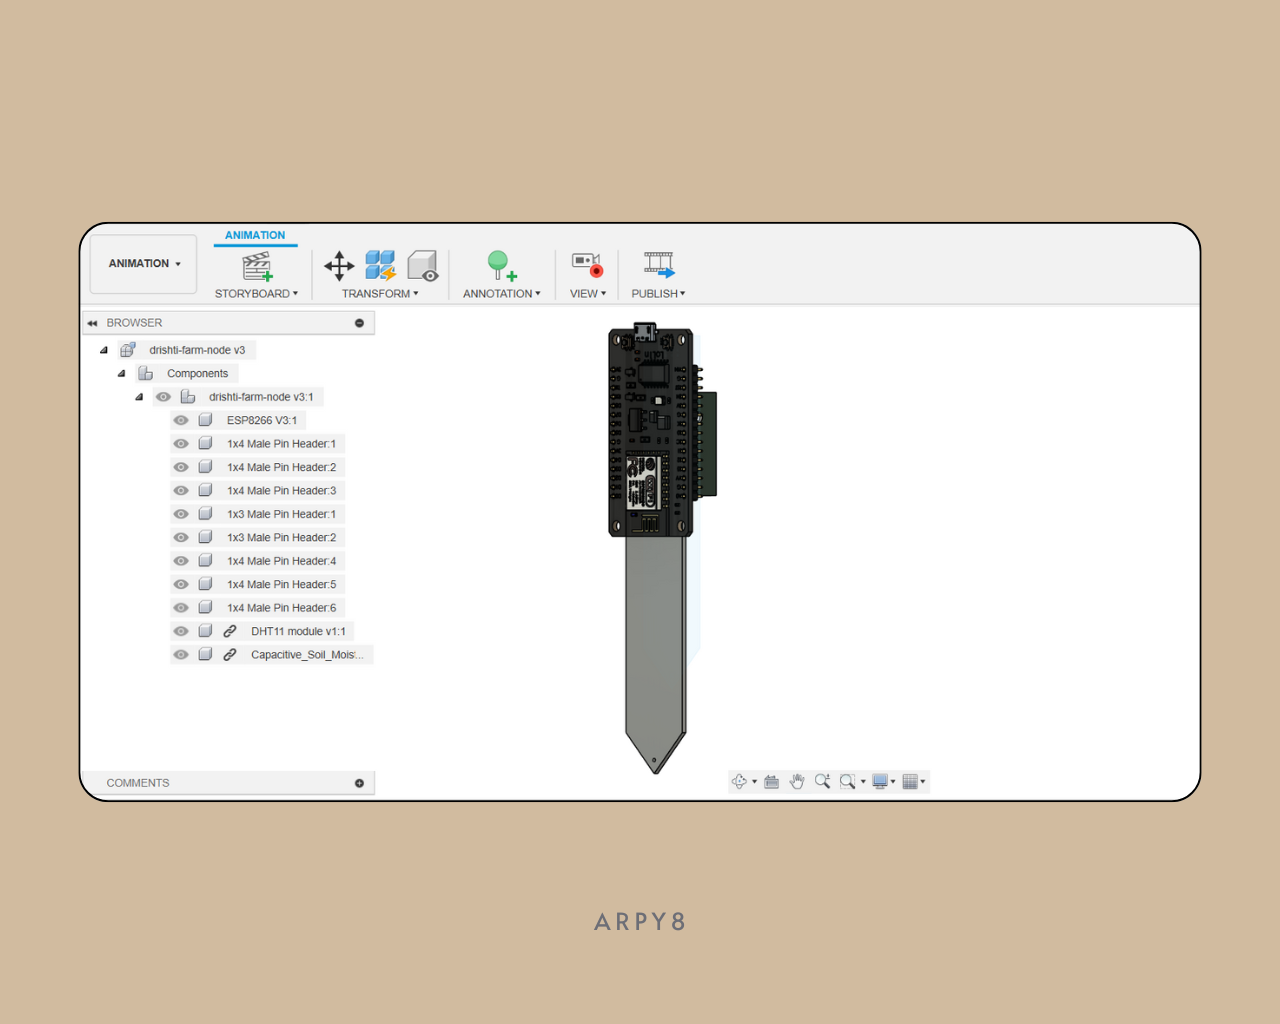 ANIMATION
ANIMATION
STORYBOARD
TRANSFORM
ANNOTATION
VIEW
PUBLISH
BROWSER
drishti-farm-node v3
Components
drishti-farm-node v3:1
ESP8266 V3:1
1x4 Male Pin Header:1
1x4 Male Pin Header:2
1x4 Male Pin Header:3
1x3 Male Pin Header:1
1x3 Male Pin Header:2
1x4 Male Pin Header:4
1x4 Male Pin Header:5
1x4 Male Pin Header:6
DHT11 module v1:1
Capacitive_Soil_Mois...
COMMENTS
ARPY8